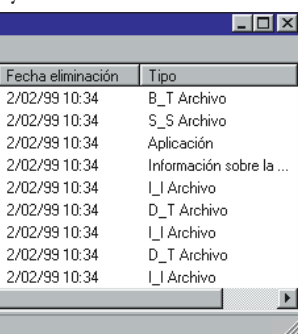 Fecha eliminación Tipo
2/02/99 10:34 B_T Archivo
2/02/99 10:34 S_S Archivo
2/02/99 10:34 Aplicación
2/02/99 10:34 Información sobre la ...
2/02/99 10:34 I_I Archivo
2/02/99 10:34 D_T Archivo
2/02/99 10:34 I_I Archivo
2/02/99 10:34 D_T Archivo
2/02/99 10:34 I_I Archivo